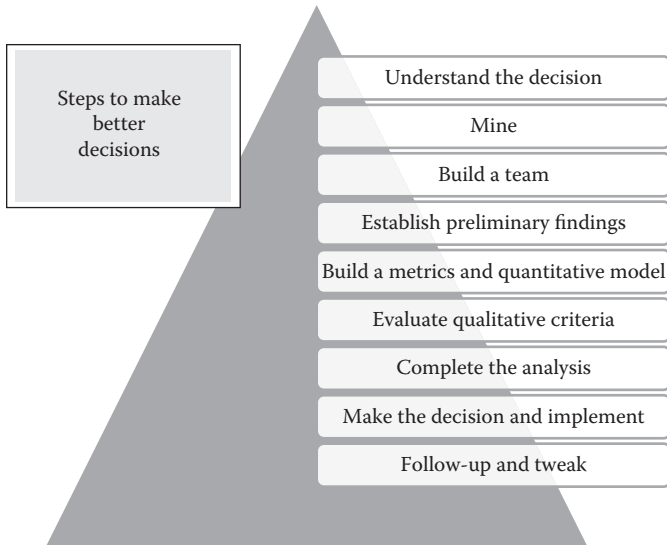 Steps to make
better
decisions
Understand the decision
Mine
Build a team
Establish preliminary findings
Build a metrics and quantitative model
Evaluate qualitative criteria
Complete the analysis
Make the decision and implement
Follow-up and tweak